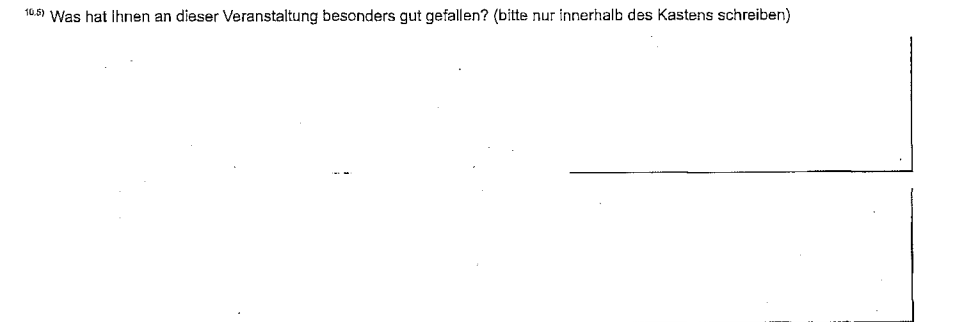 10.5) Was hat Ihnen an dieser Veranstaltung besonders gut gefallen? (bitte nur innerhalb des Kastens schreiben)